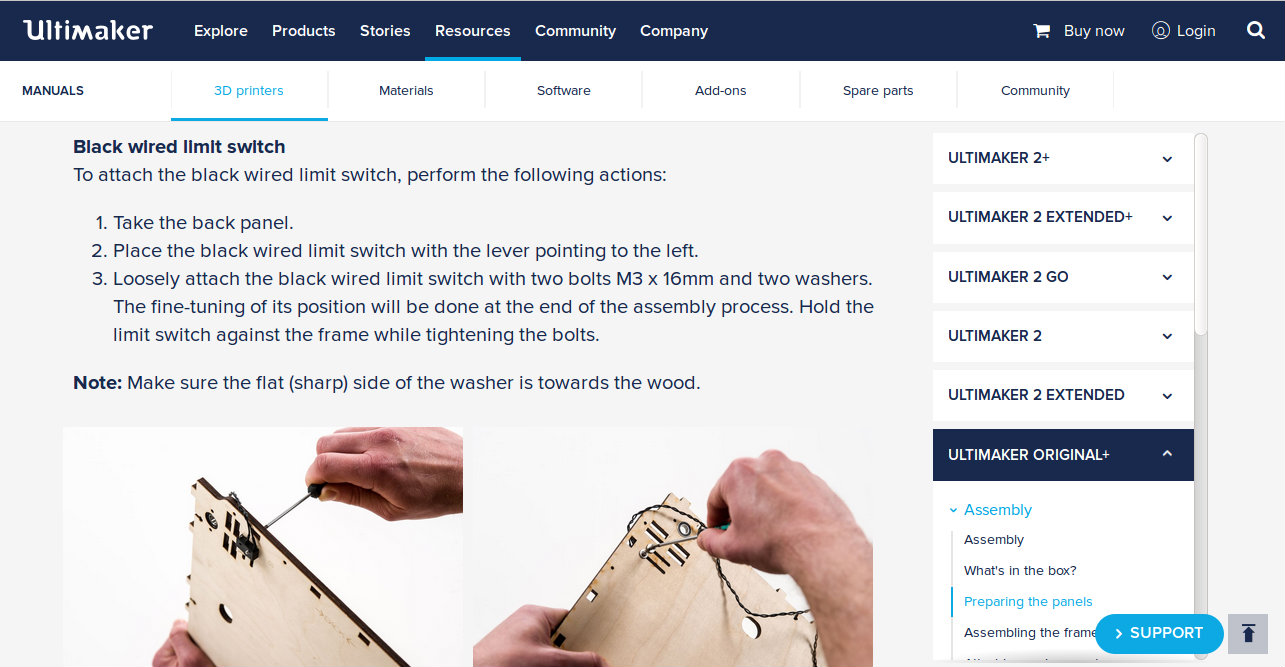 Ultimaker Explore Products Stories Resources Community Company Buy now Login
MANUALS 3D printers Materials Software Add-ons Spare parts Community
Black wired limit switch
To attach the black wired limit switch, perform the following actions:
1. Take the back panel.
2. Place the black wired limit switch with the lever pointing to the left.
3. Loosely attach the black wired limit switch with two bolts M3 x 16mm and two washers.
The fine-tuning of its position will be done at the end of the assembly process. Hold the
limit switch against the frame while tightening the bolts.
Note: Make sure the flat (sharp) side of the washer is towards the wood.
ULTIMAKER 2+
ULTIMAKER 2 EXTENDED+
ULTIMAKER 2 GO
ULTIMAKER 2
ULTIMAKER 2 EXTENDED
ULTIMAKER ORIGINAL+
Assembly
Assembly
What's in the box?
Preparing the panels
Assembling the frame
SUPPORT